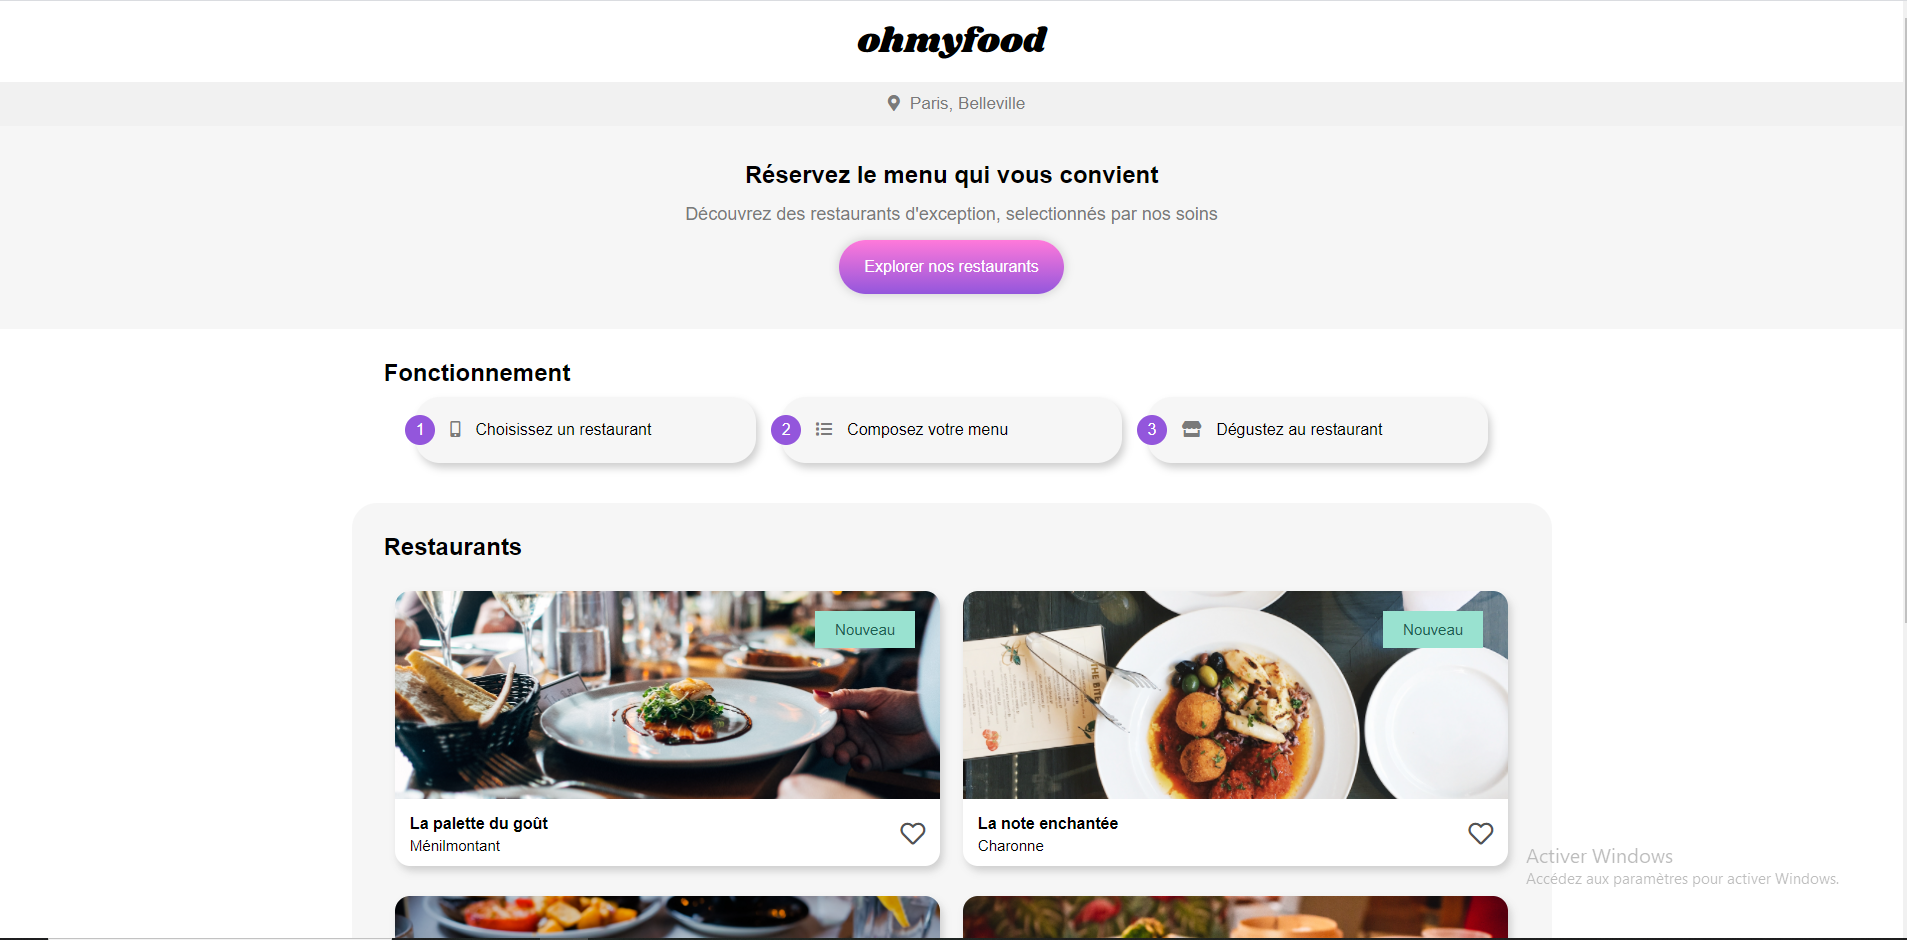 ohmyfood
Paris, Belleville
Réservez le menu qui vous convient
Découvrez des restaurants d'exception, selectionnés par nos soins
Explorer nos restaurants
Fonctionnement
1 Choisissez un restaurant
2 Composez votre menu
3 Dégustez au restaurant
Restaurants
Nouveau
THE BITE
La palette du goût
Ménilmontant
Nouveau
La note enchantée
Charonne
Activer Windows
Accédez aux paramètres pour activer Windows.